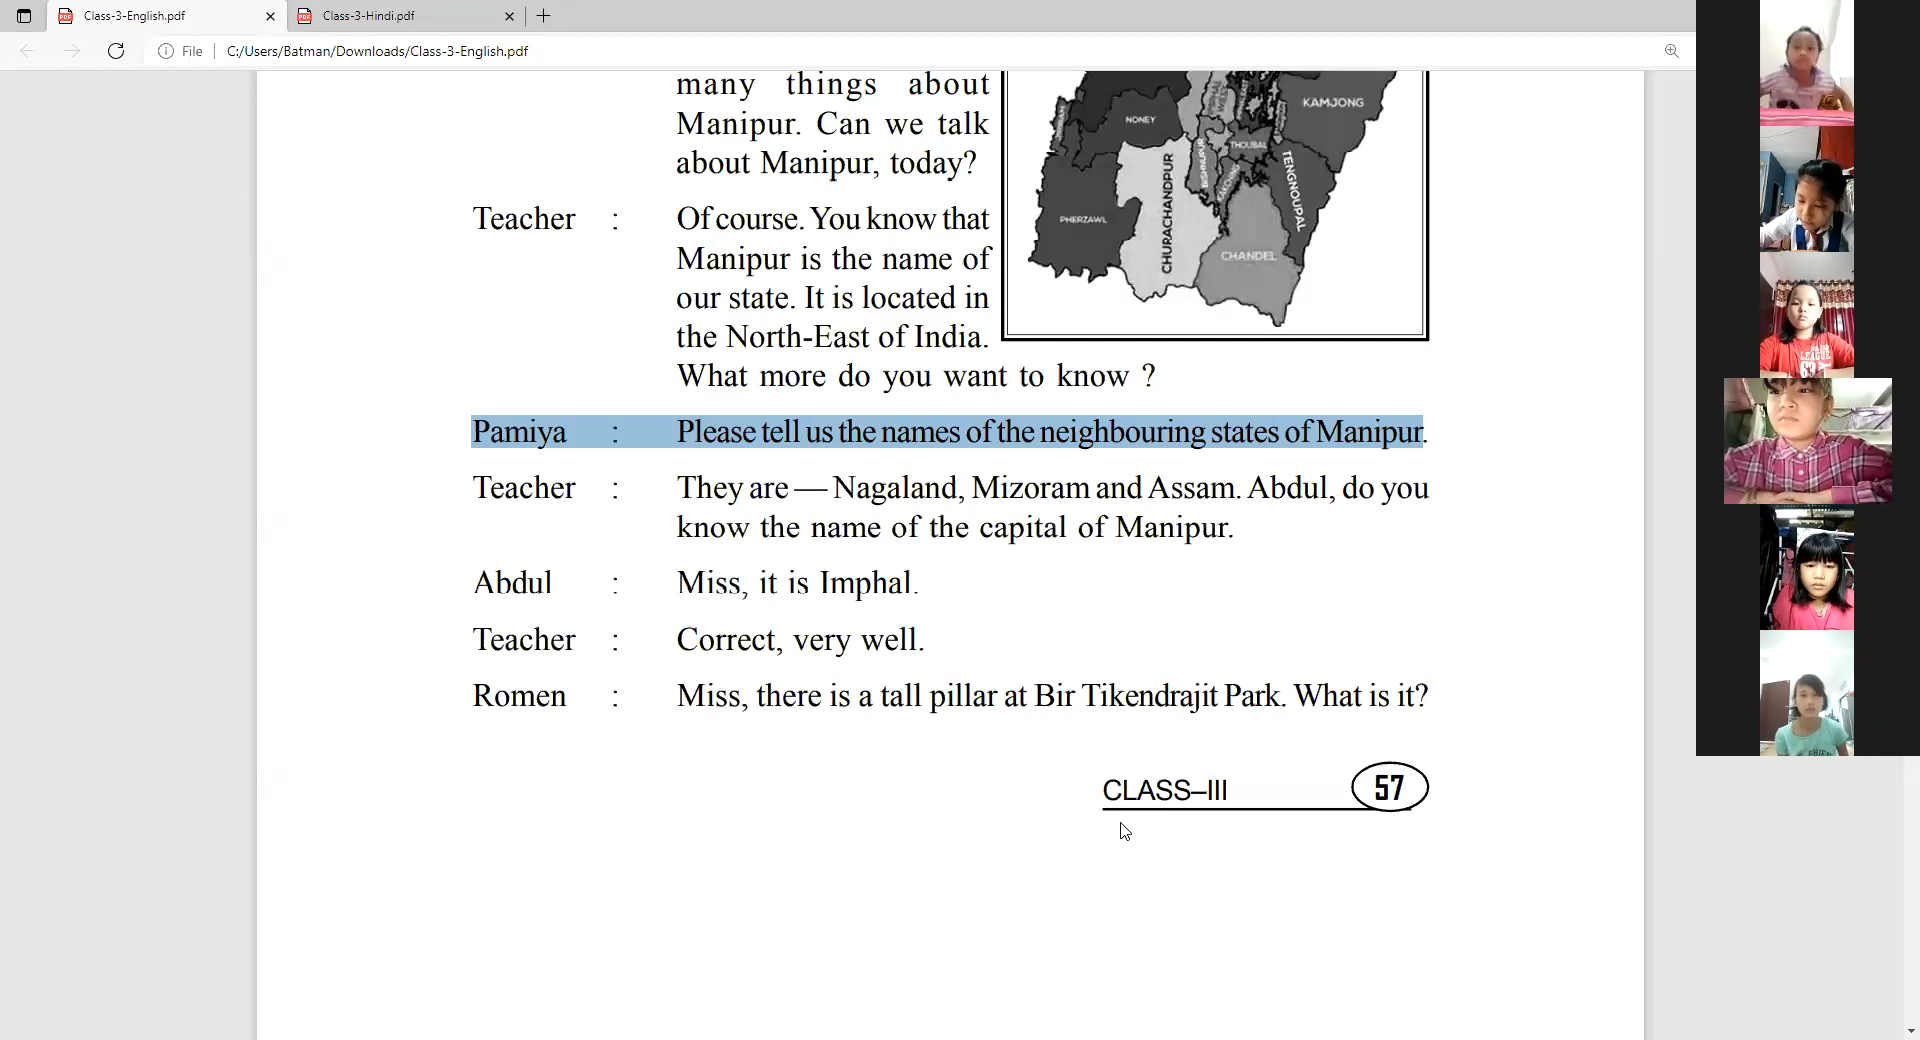 Class-3-English.pdf
Class-3-Hindi.pdf
File
C:/Users/Batman/Downloads/Class-3-English.pdf
many things about
Manipur. Can we talk
about Manipur, today?
KAMJONG
NONEY
THOUBAL
BISHNUPUR
TENGNOUPAL
CHURACHANDPUR
PHERZAWL
CHANDEL
Teacher : Of course. You know that
Manipur is the name of
our state. It is located in
the North-East of India.
What more do you want to know ?
Pamiya : Please tell us the names of the neighbouring states of Manipur.
Teacher : They are — Nagaland, Mizoram and Assam. Abdul, do you
know the name of the capital of Manipur.
Abdul : Miss, it is Imphal.
Teacher : Correct, very well.
Romen : Miss, there is a tall pillar at Bir Tikendrajit Park. What is it?
CLASS–III 57
LEAGUE
63